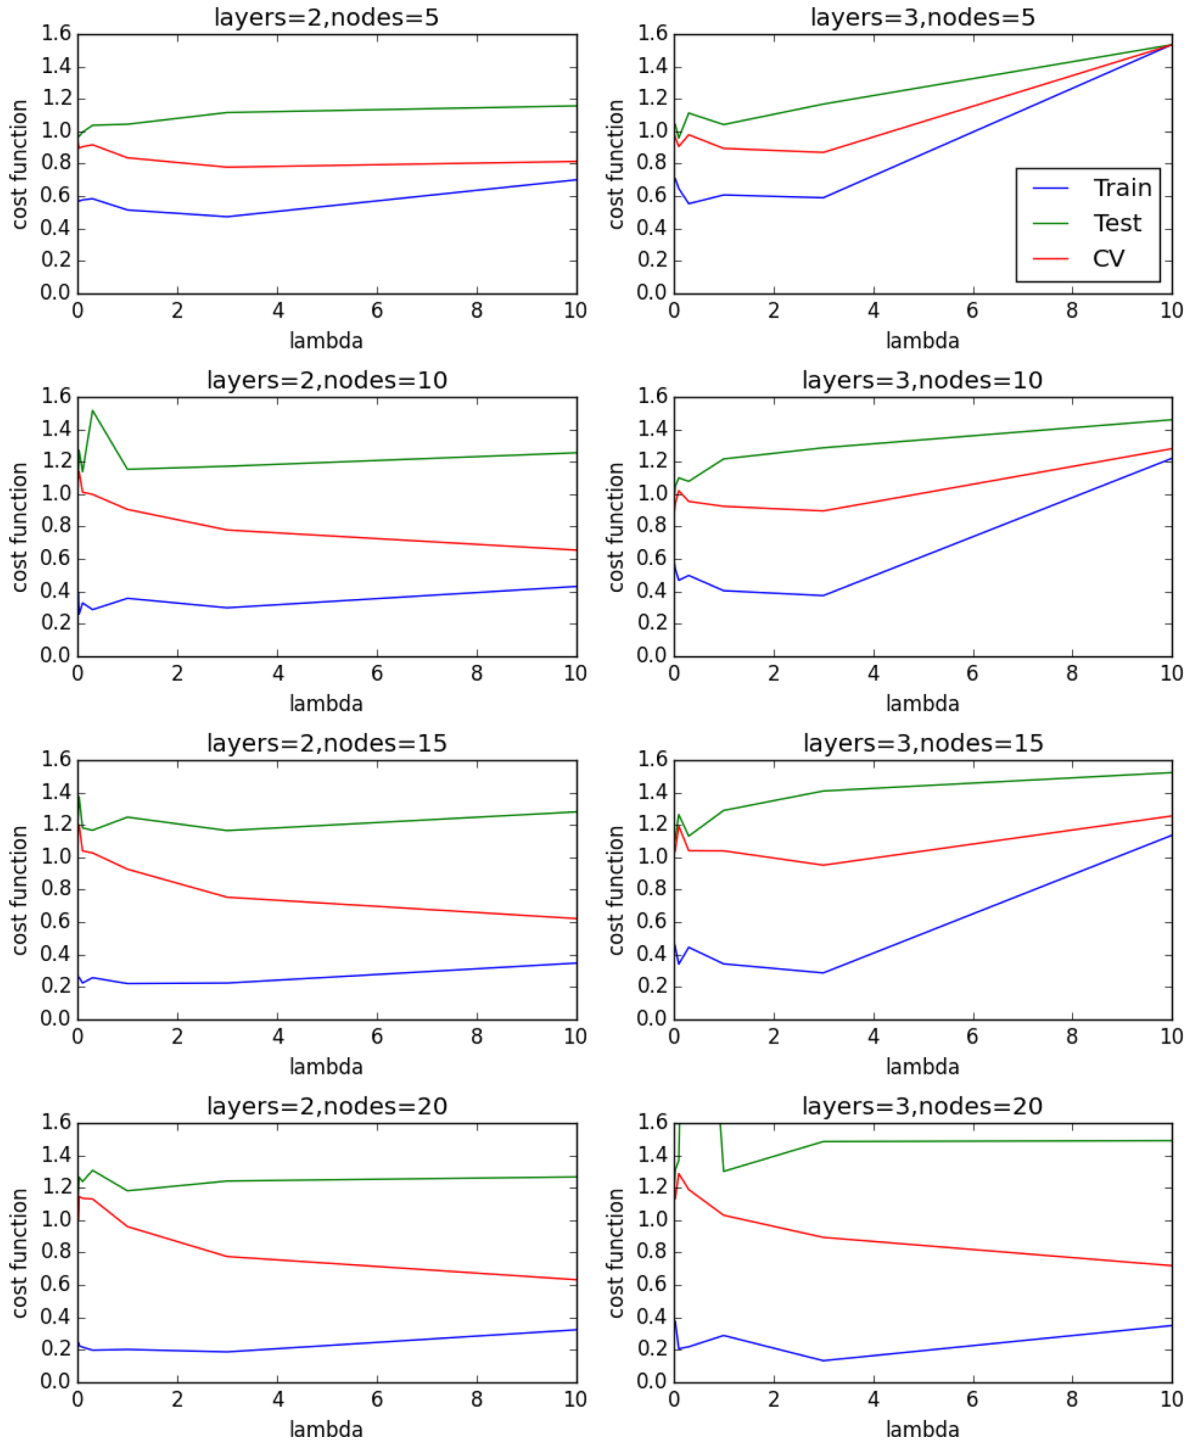 layers=2,nodes=5
1.6
1.4
1.2
1.0
0.8
0.6
0.4
0.2
0.0
cost function
0 2 4 6 8 10
lambda
layers=3,nodes=5
1.6
1.4
1.2
1.0
0.8
0.6
0.4
0.2
0.0
cost function
Train
Test
CV
0 2 4 6 8 10
lambda
layers=2,nodes=10
1.6
1.4
1.2
1.0
0.8
0.6
0.4
0.2
0.0
cost function
0 2 4 6 8 10
lambda
layers=3,nodes=10
1.6
1.4
1.2
1.0
0.8
0.6
0.4
0.2
0.0
cost function
0 2 4 6 8 10
lambda
layers=2,nodes=15
1.6
1.4
1.2
1.0
0.8
0.6
0.4
0.2
0.0
cost function
0 2 4 6 8 10
lambda
layers=3,nodes=15
1.6
1.4
1.2
1.0
0.8
0.6
0.4
0.2
0.0
cost function
0 2 4 6 8 10
lambda
layers=2,nodes=20
1.6
1.4
1.2
1.0
0.8
0.6
0.4
0.2
0.0
cost function
0 2 4 6 8 10
lambda
layers=3,nodes=20
1.6
1.4
1.2
1.0
0.8
0.6
0.4
0.2
0.0
cost function
0 2 4 6 8 10
lambda